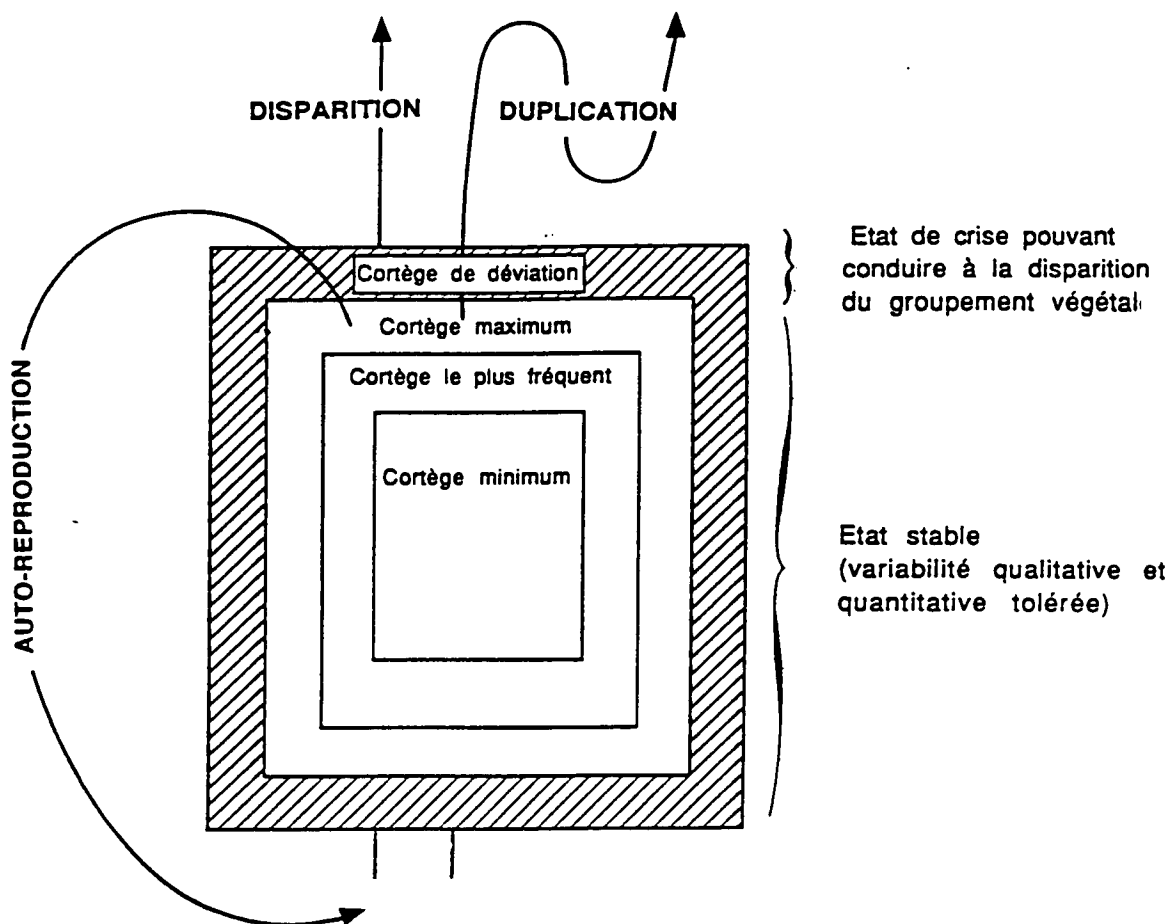 DISPARITION
DUPLICATION
Etat de crise pouvant
conduire à la disparition
du groupement végétal
Cortège de déviation
Cortège maximum
Cortège le plus fréquent
Cortège minimum
AUTO-REPRODUCTION
Etat stable
(variabilité qualitative et
quantitative tolérée)